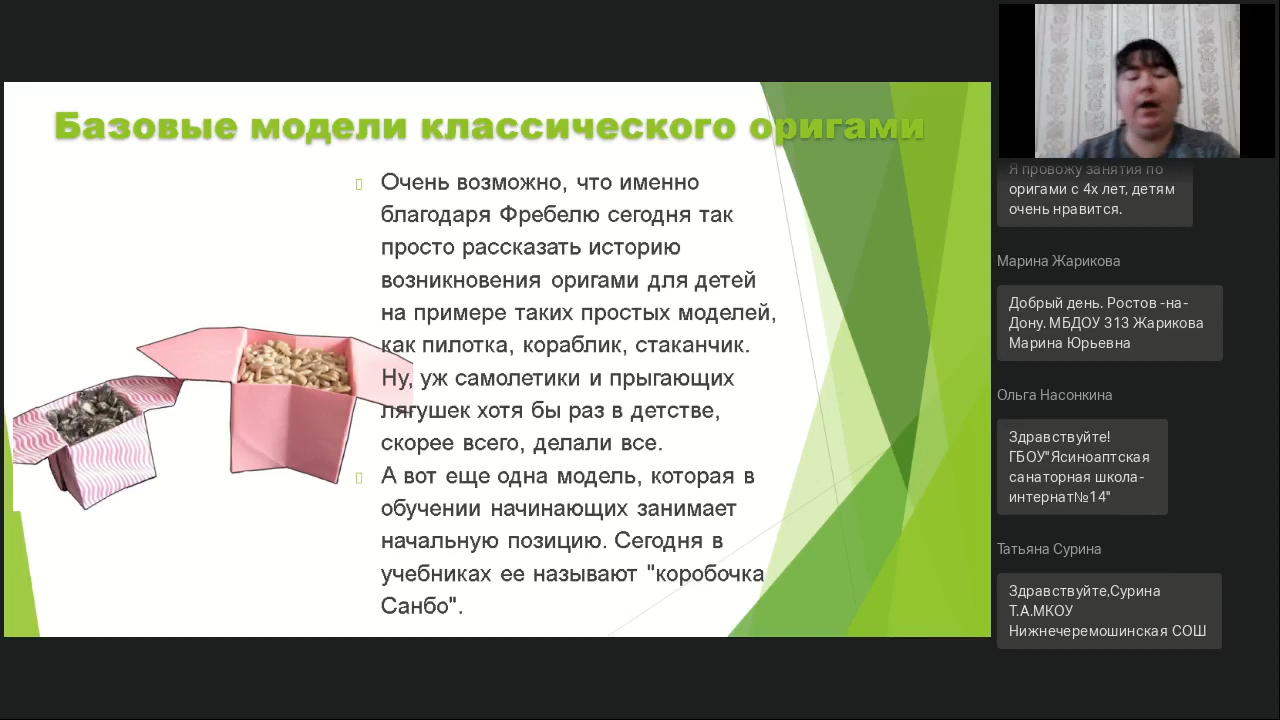 Базовые модели классического оригами
Очень возможно, что именно
благодаря Фребелю сегодня так
просто рассказать историю
возникновения оригами для детей
на примере таких простых моделей,
как пилотка, кораблик, стаканчик.
Ну, уж самолетики и прыгающих
лягушек хотя бы раз в детстве,
скорее всего, делали все.
А вот еще одна модель, которая в
обучении начинающих занимает
начальную позицию. Сегодня в
учебниках ее называют "коробочка
Санбо".
Я провожу занятия по
оригами с 4х лет, детям
очень нравится.
Марина Жарикова
Добрый день. Ростов -на-
Дону. МБДОУ 313 Жарикова
Марина Юрьевна
Ольга Насонкина
Здравствуйте!
ГБОУ"Ясиноаптская
санаторная школа-
интернат№14"
Татьяна Сурина
Здравствуйте,Сурина
Т.А.МКОУ
Нижнечеремошинская СОШ